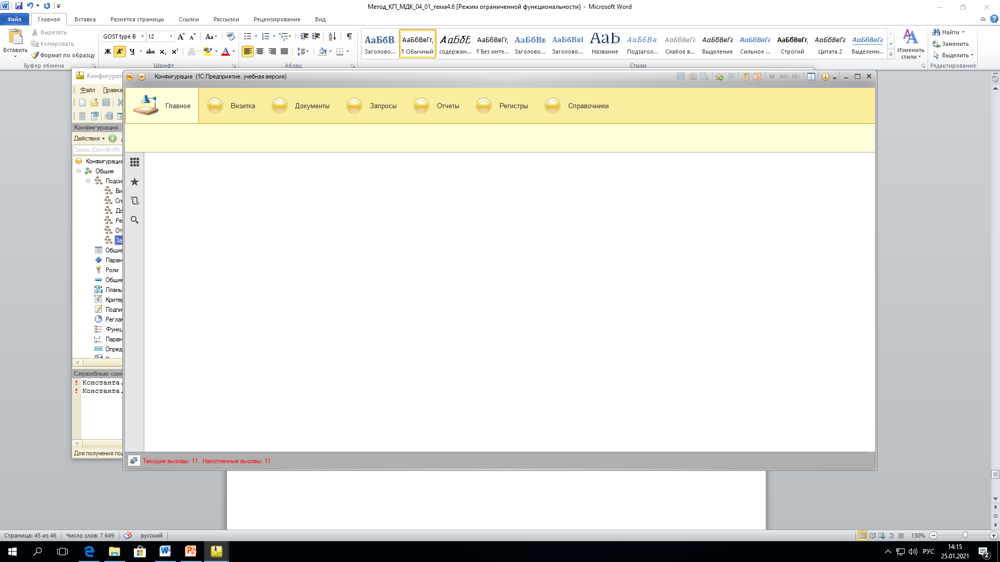 Метод_КП_МДК_04_01_тема4.6 [Режим ограниченной функциональности] - Microsoft Word
Файл Главная Вставка Разметка страницы Ссылки Рассылки Рецензирование Вид
Вставить
Вырезать
Копировать
Формат по образцу
Буфер обмена
GOST type B 12
Ж К Ч abc x₂ x²
Шрифт
Абзац
АаБбВ АаБбВвГг, АаБбВ АаБбВвГг, АаБбВв АаБбВвІ АаБ АаБбВв. АаБбВвГг АаБбВвГг АаБбВвГг АаБбВвГг, АаБбВвГг АаБбВвГг
Заголово... ¶ Обычный содержан... ¶ Без инте... Заголово... Заголово... Название Подзагол... Слабое в... Выделение Сильное ... Строгий Цитата 2 Выделенн...
Стили
Изменить стили
Найти
Заменить
Выделить
Редактирование
Конфигурат
Файл Правка
Конфигурация
Действия
Поиск (Ctrl+Alt+M)
Конфигурация
Общие
Подси
Ви
Сп
До
Ре
От
За
Общие
Парам
Роли
Общие
Планы
Критер
Подпи
Реглам
Функц
Парам
Опред
Служебные соо
! Константа.
! Константа.
Для получения под
Конфигурация (1С:Предприятие, учебная версия)
M M+ M-
Главное Визитка Документы Запросы Отчеты Регистры Справочники
Текущие вызовы: 11 Накопленные вызовы: 11
Страница: 45 из 46 Число слов: 7 649 русский 130%
РУС
14:15
25.01.2021
2